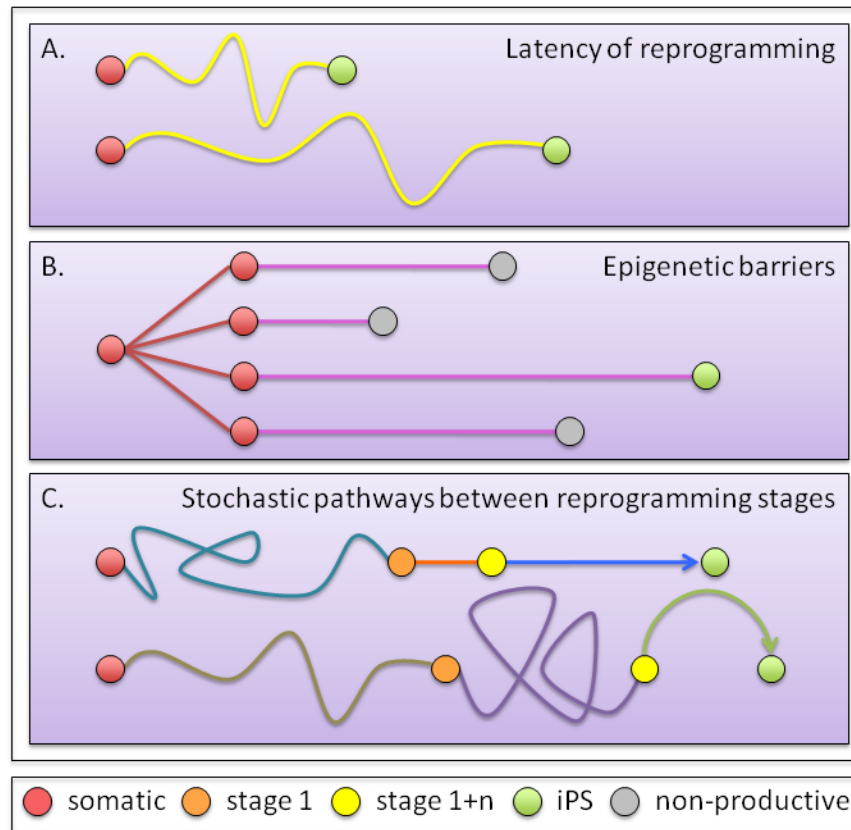 A. Latency of reprogramming
B. Epigenetic barriers
C. Stochastic pathways between reprogramming stages
somatic stage 1 stage 1+n iPS non-productive